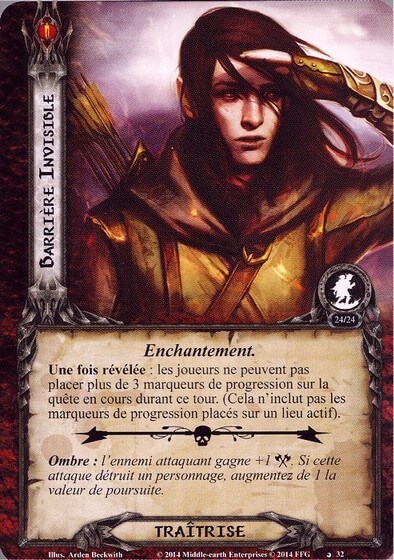 BARRIÈRE INVISIBLE
24/24
Enchantement.
Une fois révélée : les joueurs ne peuvent pas
placer plus de 3 marqueurs de progression sur la
quête en cours durant ce tour. (Cela n'inclut pas les
marqueurs de progression placés sur un lieu actif).
Ombre : l'ennemi attaquant gagne +1 . Si cette
attaque détruit un personnage, augmentez de 1 la
valeur de poursuite.
TRAÎTRISE
Illus. Arden Beckwith © 2014 Middle-earth Enterprises © 2014 FFG 32